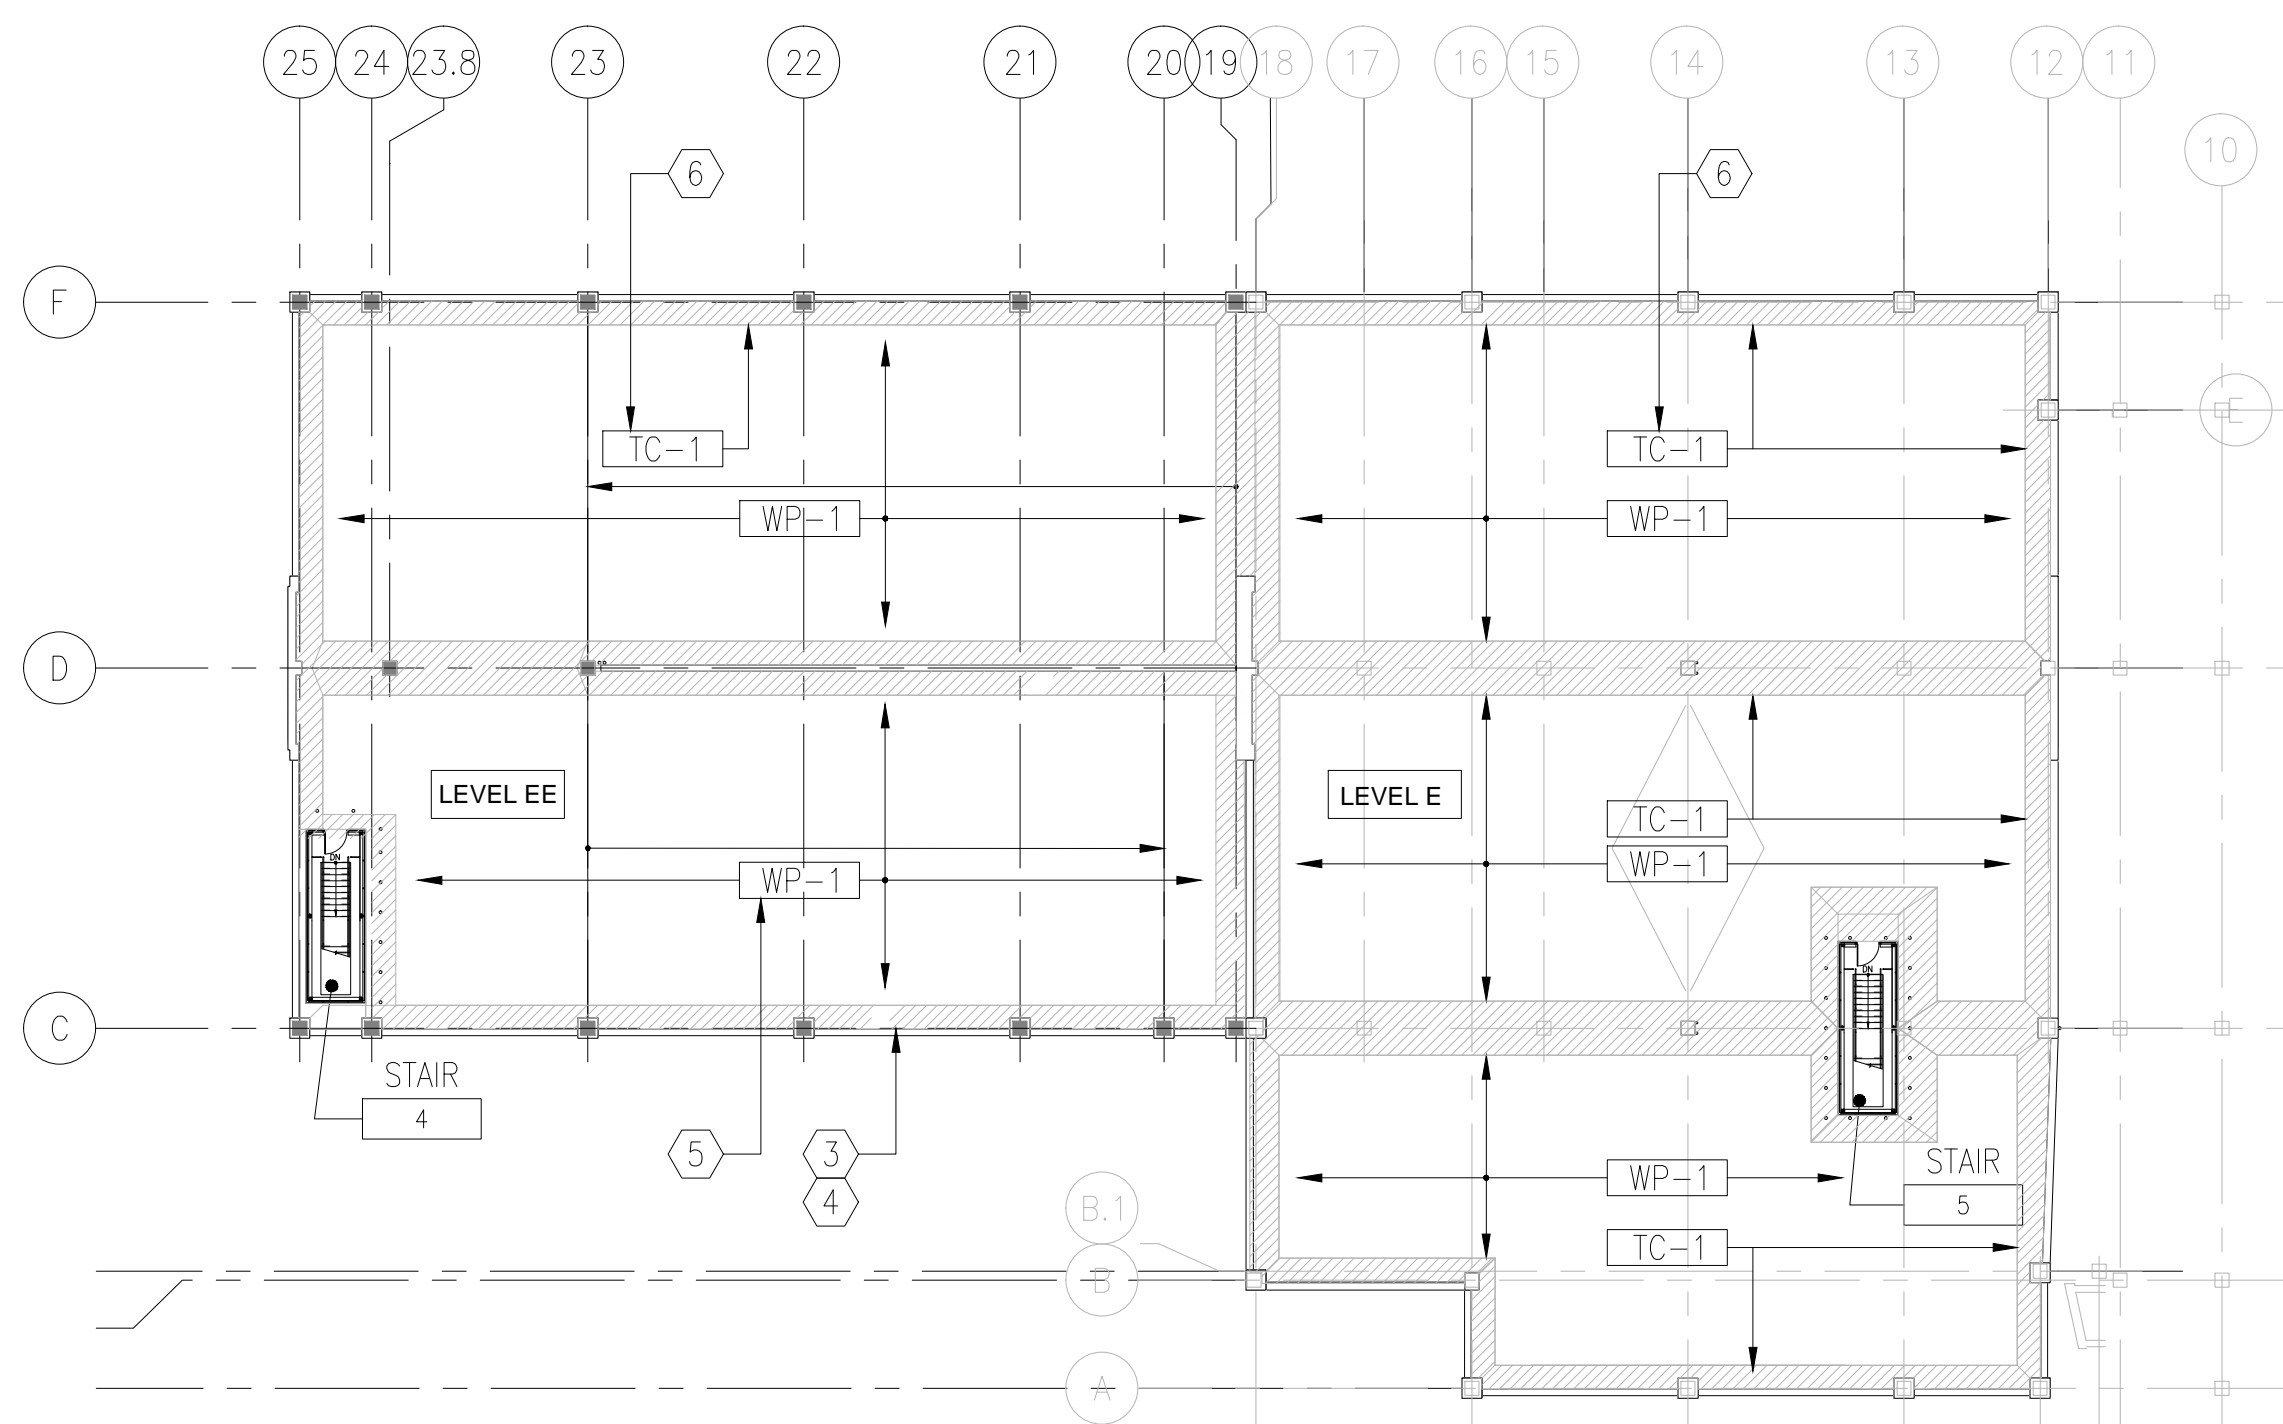 25 24 23.8 23 22 21 20 19 18 17 16 15 14 13 12 11
10
6 6
F
E
TC-1 TC-1
WP-1 WP-1
D
LEVEL EE LEVEL E
TC-1
WP-1 WP-1
DN
DN
C
STAIR
4
5 3
4
WP-1
STAIR
5
B.1
TC-1
B
A